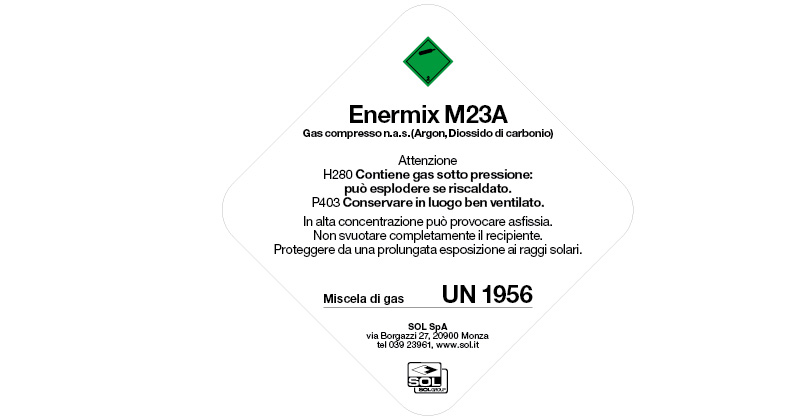 Enermix M23A
Gas compresso n.a.s.(Argon, Diossido di carbonio)
Attenzione
H280 Contiene gas sotto pressione:
può esplodere se riscaldato.
P403 Conservare in luogo ben ventilato.
In alta concentrazione può provocare asfissia.
Non svuotare completamente il recipiente.
Proteggere da una prolungata esposizione ai raggi solari.
Miscela di gas UN 1956
SOL SpA
via Borgazzi 27, 20900 Monza
tel 039 23961, www.sol.it
SOL
SOLGROUP